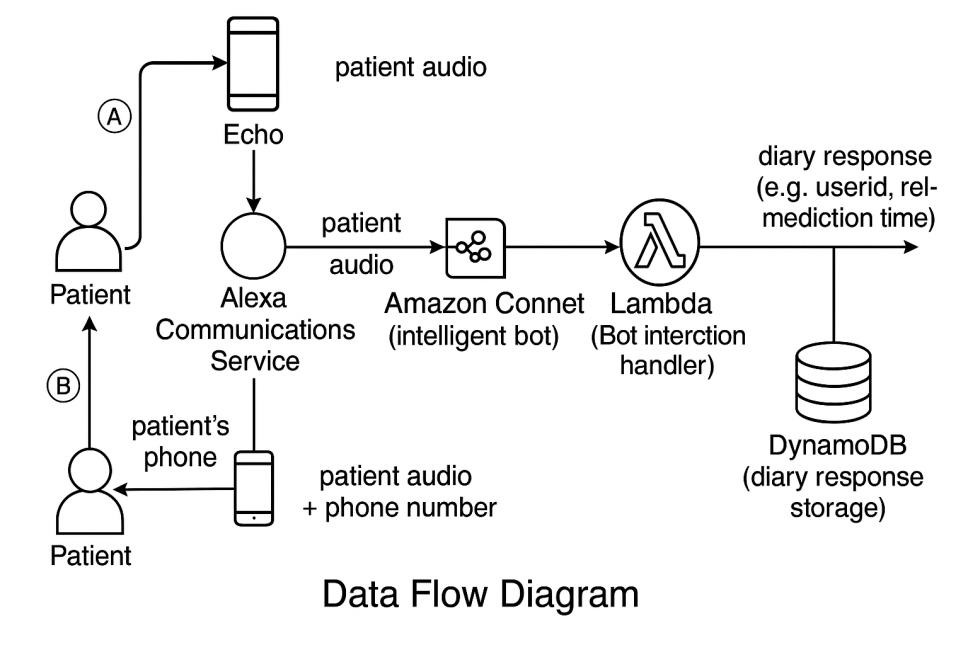 patient audio
A
Echo
diary response
(e.g. userid, rel-
mediction time)
patient
audio
Patient
Alexa
Communications
Service
Amazon Connet
(intelligent bot)
Lambda
(Bot interction
handler)
B
patient's
phone
DynamoDB
(diary response
storage)
patient audio
+ phone number
Patient
Data Flow Diagram